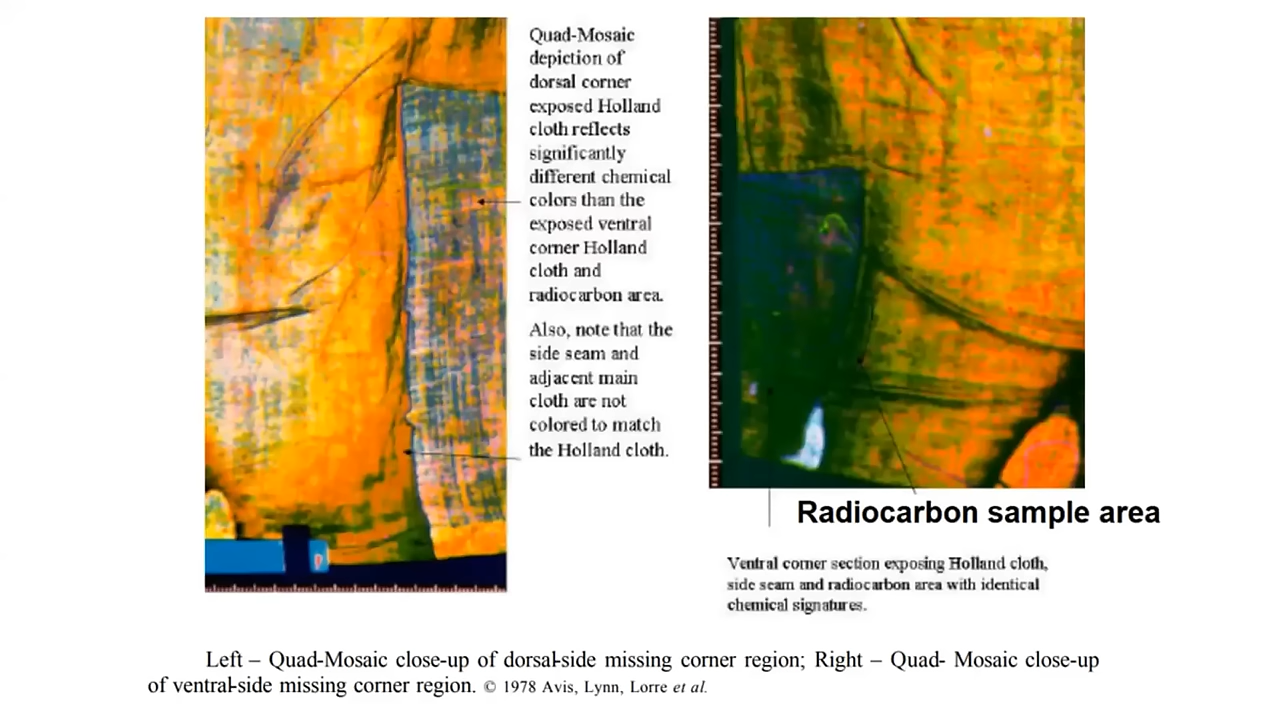 Quad-Mosaic
depiction of
dorsal corner
exposed Holland
cloth reflects
significantly
different chemical
colors than the
exposed ventral
corner Holland
cloth and
radiocarbon area.
Also, note that the
side seam and
adjacent main
cloth are not
colored to match
the Holland cloth.
Radiocarbon sample area
Ventral corner section exposing Holland cloth,
side seam and radiocarbon area with identical
chemical signatures.
Left – Quad-Mosaic close-up of dorsal-side missing corner region; Right – Quad- Mosaic close-up
of ventral-side missing corner region. © 1978 Avis, Lynn, Lorre et al.